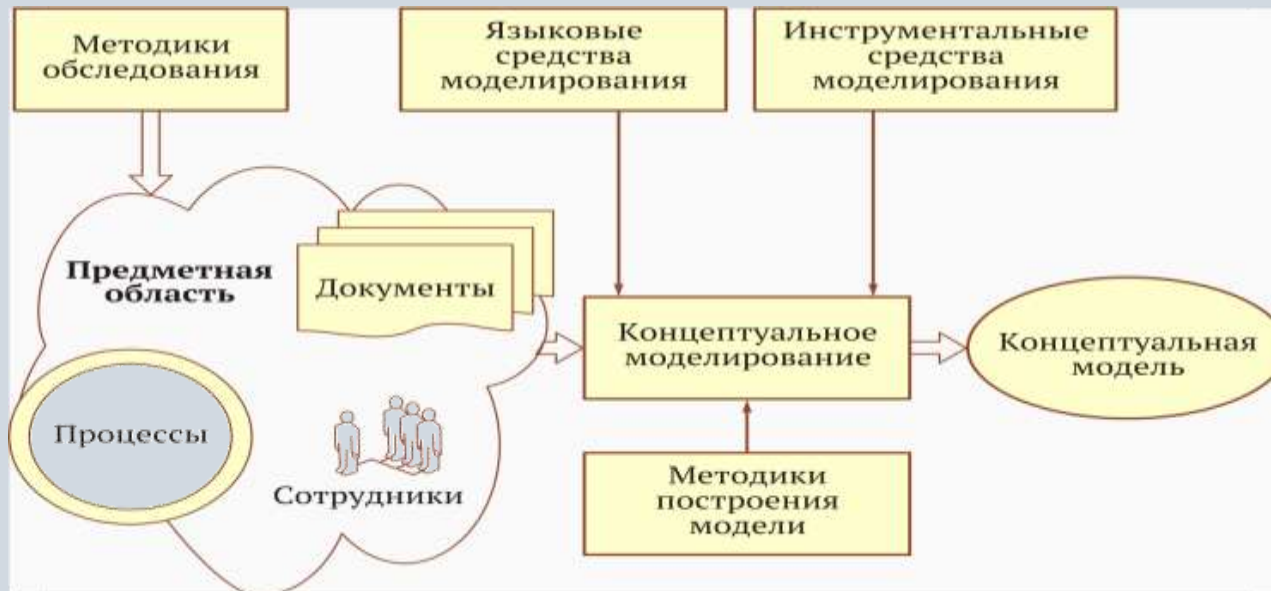 Методики
обследования
Языковые
средства
моделирования
Инструментальные
средства
моделирования
Предметная
область
Документы
Процессы
Сотрудники
Концептуальное
моделирование
Концептуальная
модель
Методики
построения
модели